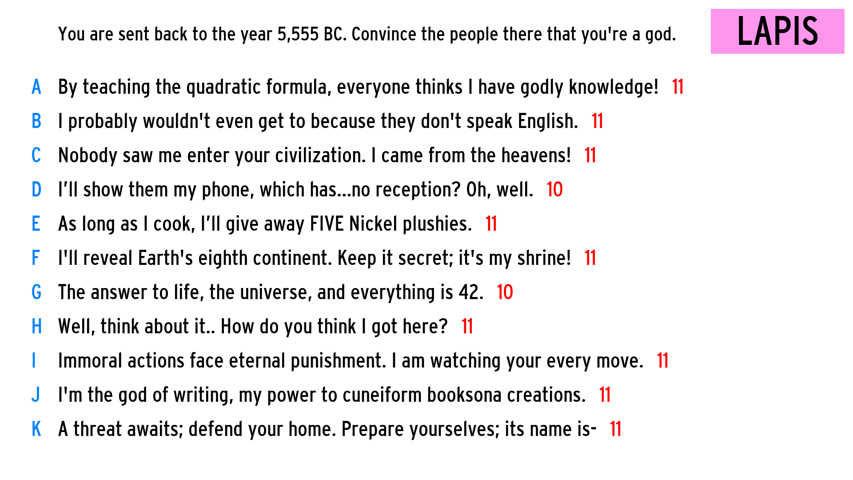 You are sent back to the year 5,555 BC. Convince the people there that you're a god.
LAPIS
A By teaching the quadratic formula, everyone thinks I have godly knowledge! 11
B I probably wouldn't even get to because they don't speak English. 11
C Nobody saw me enter your civilization. I came from the heavens! 11
D I'll show them my phone, which has...no reception? Oh, well. 10
E As long as I cook, I'll give away FIVE Nickel plushies. 11
F I'll reveal Earth's eighth continent. Keep it secret; it's my shrine! 11
G The answer to life, the universe, and everything is 42. 10
H Well, think about it.. How do you think I got here? 11
I Immoral actions face eternal punishment. I am watching your every move. 11
J I'm the god of writing, my power to cuneiform booksona creations. 11
K A threat awaits; defend your home. Prepare yourselves; its name is- 11